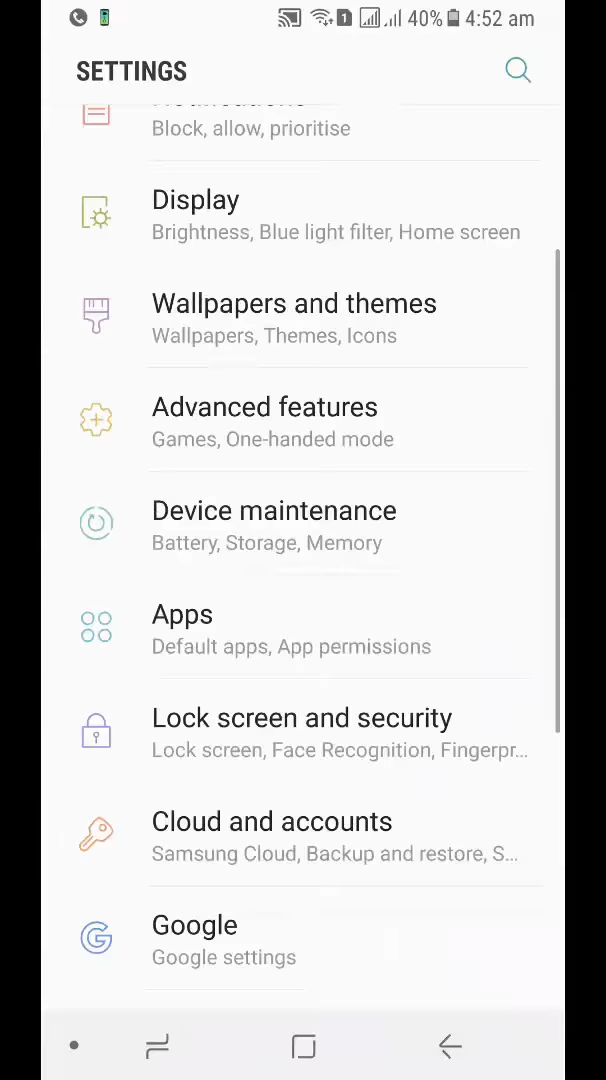 1 40% 4:52 am
SETTINGS
Block, allow, prioritise
Display
Brightness, Blue light filter, Home screen
Wallpapers and themes
Wallpapers, Themes, Icons
Advanced features
Games, One-handed mode
Device maintenance
Battery, Storage, Memory
Apps
Default apps, App permissions
Lock screen and security
Lock screen, Face Recognition, Fingerpr...
Cloud and accounts
Samsung Cloud, Backup and restore, S...
Google
Google settings